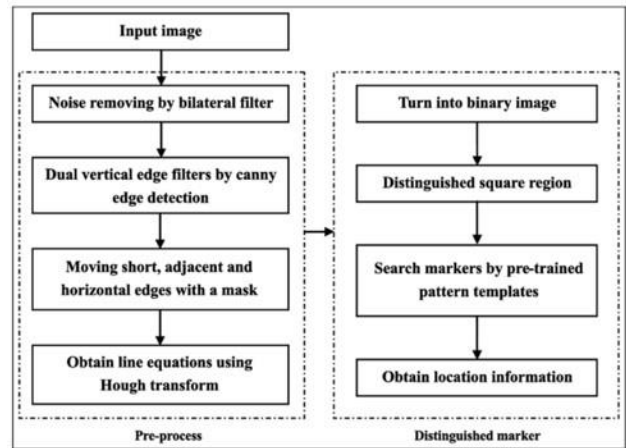 Input image
Noise removing by bilateral filter
Dual vertical edge filters by canny
edge detection
Moving short, adjacent and
horizontal edges with a mask
Obtain line equations using
Hough transform
Pre-process
Turn into binary image
Distinguished square region
Search markers by pre-trained
pattern templates
Obtain location information
Distinguished marker